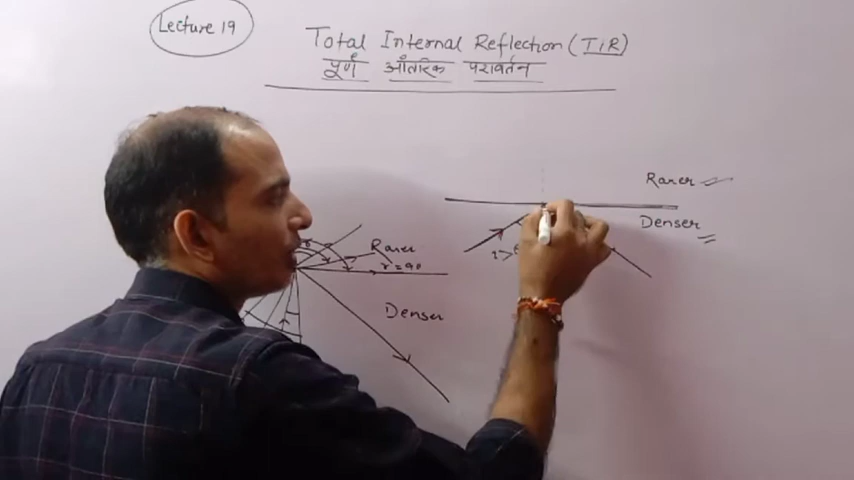 Lecture 19
Total Internal Reflection (TIR)
पूर्ण आंतरिक परावर्तन
Rarer
Denser
i>
Rarer
r=90
Denser